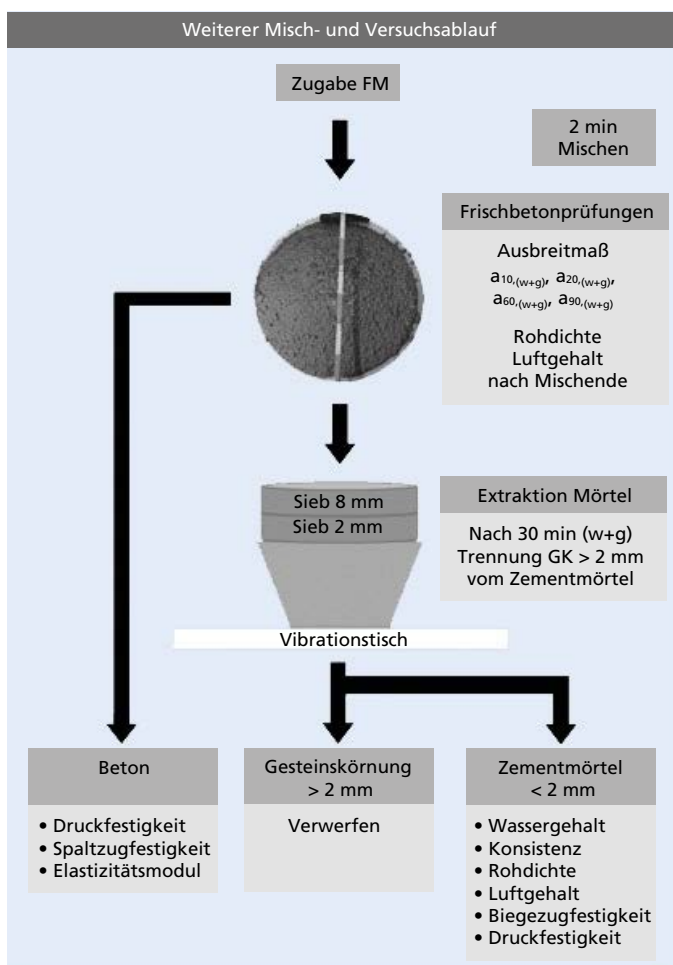 Weiterer Misch- und Versuchsablauf
Zugabe FM
2 min
Mischen
Frischbetonprüfungen
Ausbreitmaß
a10,(w+g), a20,(w+g),
a60,(w+g), a90,(w+g)
Rohdichte
Luftgehalt
nach Mischende
Sieb 8 mm
Sieb 2 mm
Vibrationstisch
Extraktion Mörtel
Nach 30 min (w+g)
Trennung GK > 2 mm
vom Zementmörtel
Beton
• Druckfestigkeit
• Spaltzugfestigkeit
• Elastizitätsmodul
Gesteinskörnung
> 2 mm
Verwerfen
Zementmörtel
< 2 mm
• Wassergehalt
• Konsistenz
• Rohdichte
• Luftgehalt
• Biegezugfestigkeit
• Druckfestigkeit